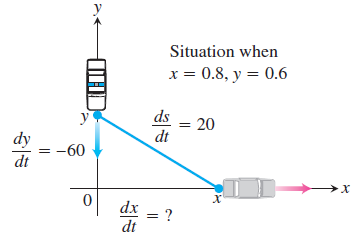 y
Situation when
x = 0.8, y = 0.6
y
ds/dt = 20
dy/dt = -60
0
x
x
dx/dt = ?